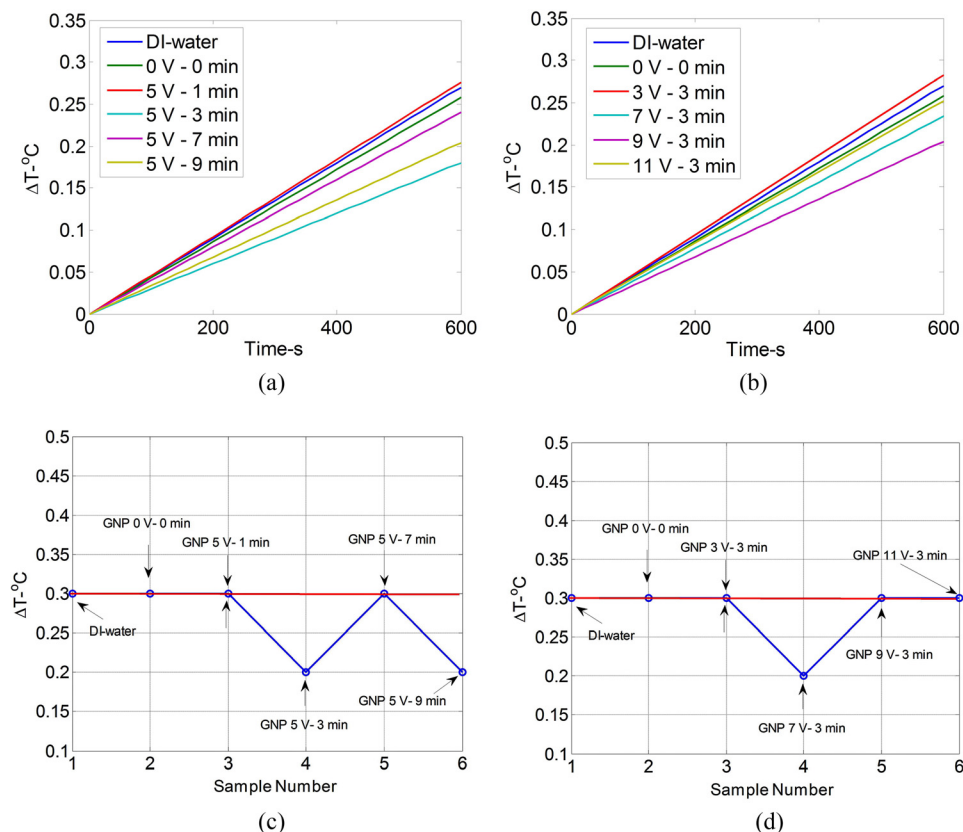 0.35
0.3
0.25
0.2
0.15
0.1
0.05
0
ΔT-°C
DI-water
0 V - 0 min
5 V - 1 min
5 V - 3 min
5 V - 7 min
5 V - 9 min
0
200
400
600
Time-s
(a)
0.35
0.3
0.25
0.2
0.15
0.1
0.05
0
ΔT-°C
DI-water
0 V - 0 min
3 V - 3 min
7 V - 3 min
9 V - 3 min
11 V - 3 min
0
200
400
600
Time-s
(b)
0.5
0.45
0.4
0.35
0.3
0.25
0.2
0.15
0.1
ΔT-°C
GNP 0 V- 0 min
GNP 5 V- 1 min
GNP 5 V- 7 min
DI-water
GNP 5 V- 3 min
GNP 5 V- 9 min
1
2
3
4
5
6
Sample Number
(c)
0.5
0.45
0.4
0.35
0.3
0.25
0.2
0.15
0.1
ΔT-°C
GNP 0 V- 0 min
GNP 3 V- 3 min
GNP 11 V- 3 min
DI-water
GNP 9 V- 3 min
GNP 7 V- 3 min
1
2
3
4
5
6
Sample Number
(d)